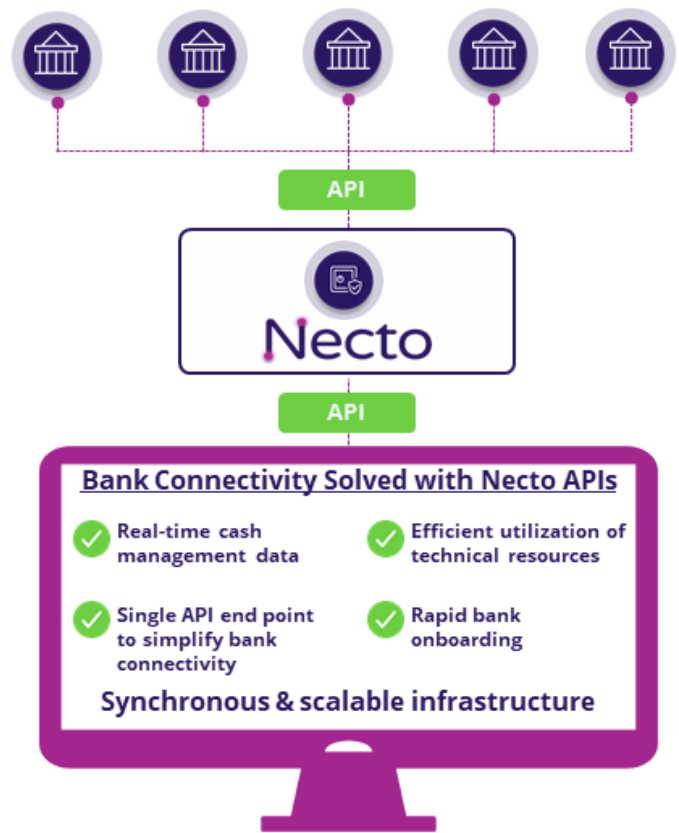 API
Necto
API
Bank Connectivity Solved with Necto APIs
Real-time cash
management data
Efficient utilization of
technical resources
Single API end point
to simplify bank
connectivity
Rapid bank
onboarding
Synchronous & scalable infrastructure